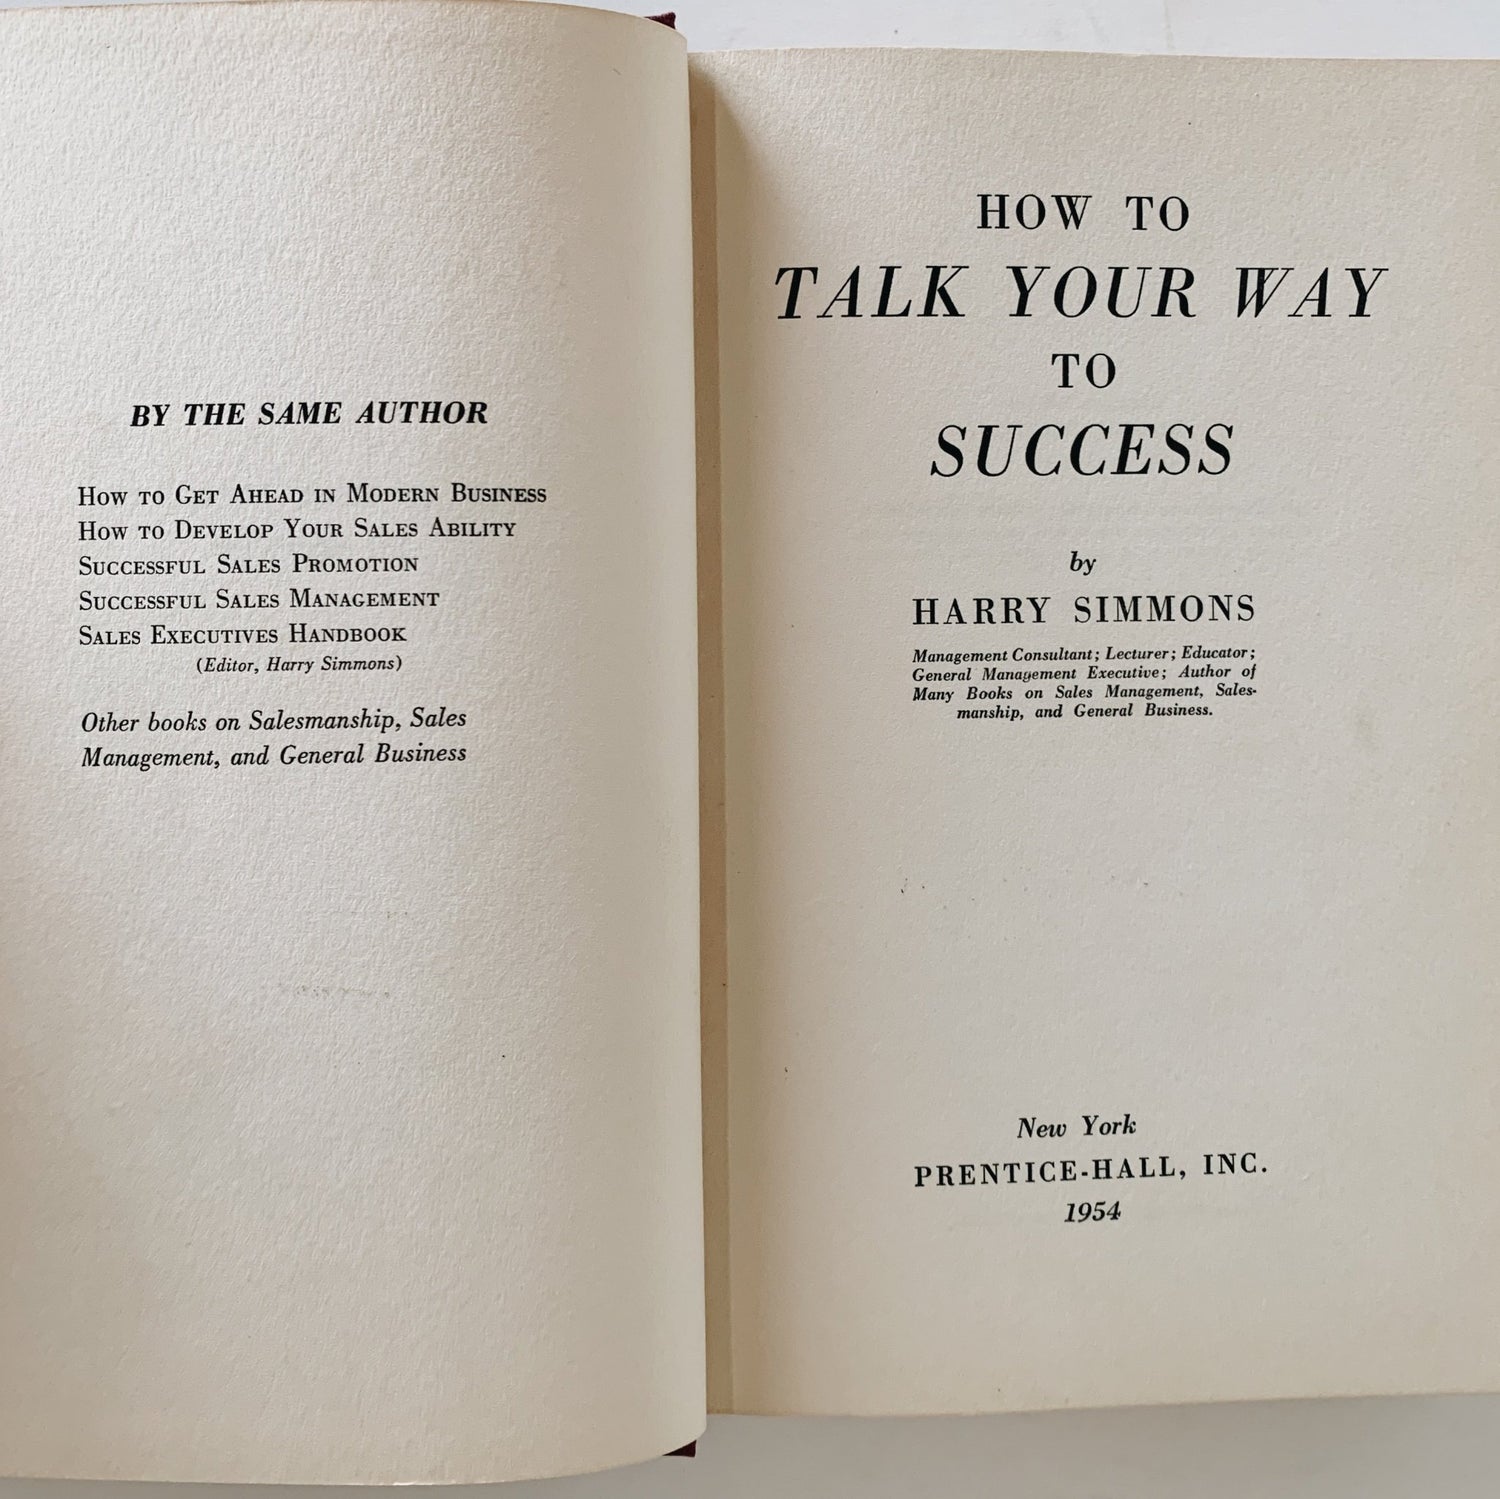 BY THE SAME AUTHOR
HOW TO GET AHEAD IN MODERN BUSINESS
HOW TO DEVELOP YOUR SALES ABILITY
SUCCESSFUL SALES PROMOTION
SUCCESSFUL SALES MANAGEMENT
SALES EXECUTIVES HANDBOOK
(Editor, Harry Simmons)
Other books on Salesmanship, Sales
Management, and General Business
HOW TO
TALK YOUR WAY
TO
SUCCESS
by
HARRY SIMMONS
Management Consultant; Lecturer; Educator;
General Management Executive; Author of
Many Books on Sales Management, Sales-
manship, and General Business.
New York
PRENTICE-HALL, INC.
1954